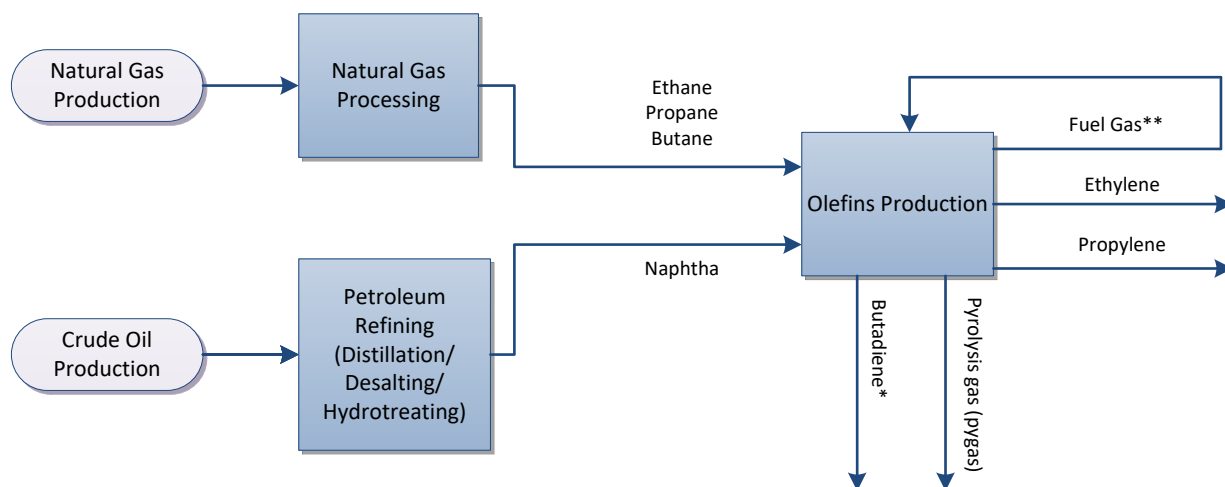 Natural Gas
Production
Natural Gas
Processing
Ethane
Propane
Butane
Fuel Gas**
Ethylene
Olefins Production
Propylene
Naphtha
Crude Oil
Production
Petroleum
Refining
(Distillation/
Desalting/
Hydrotreating)
Butadiene*
Pyrolysis gas (pygas)